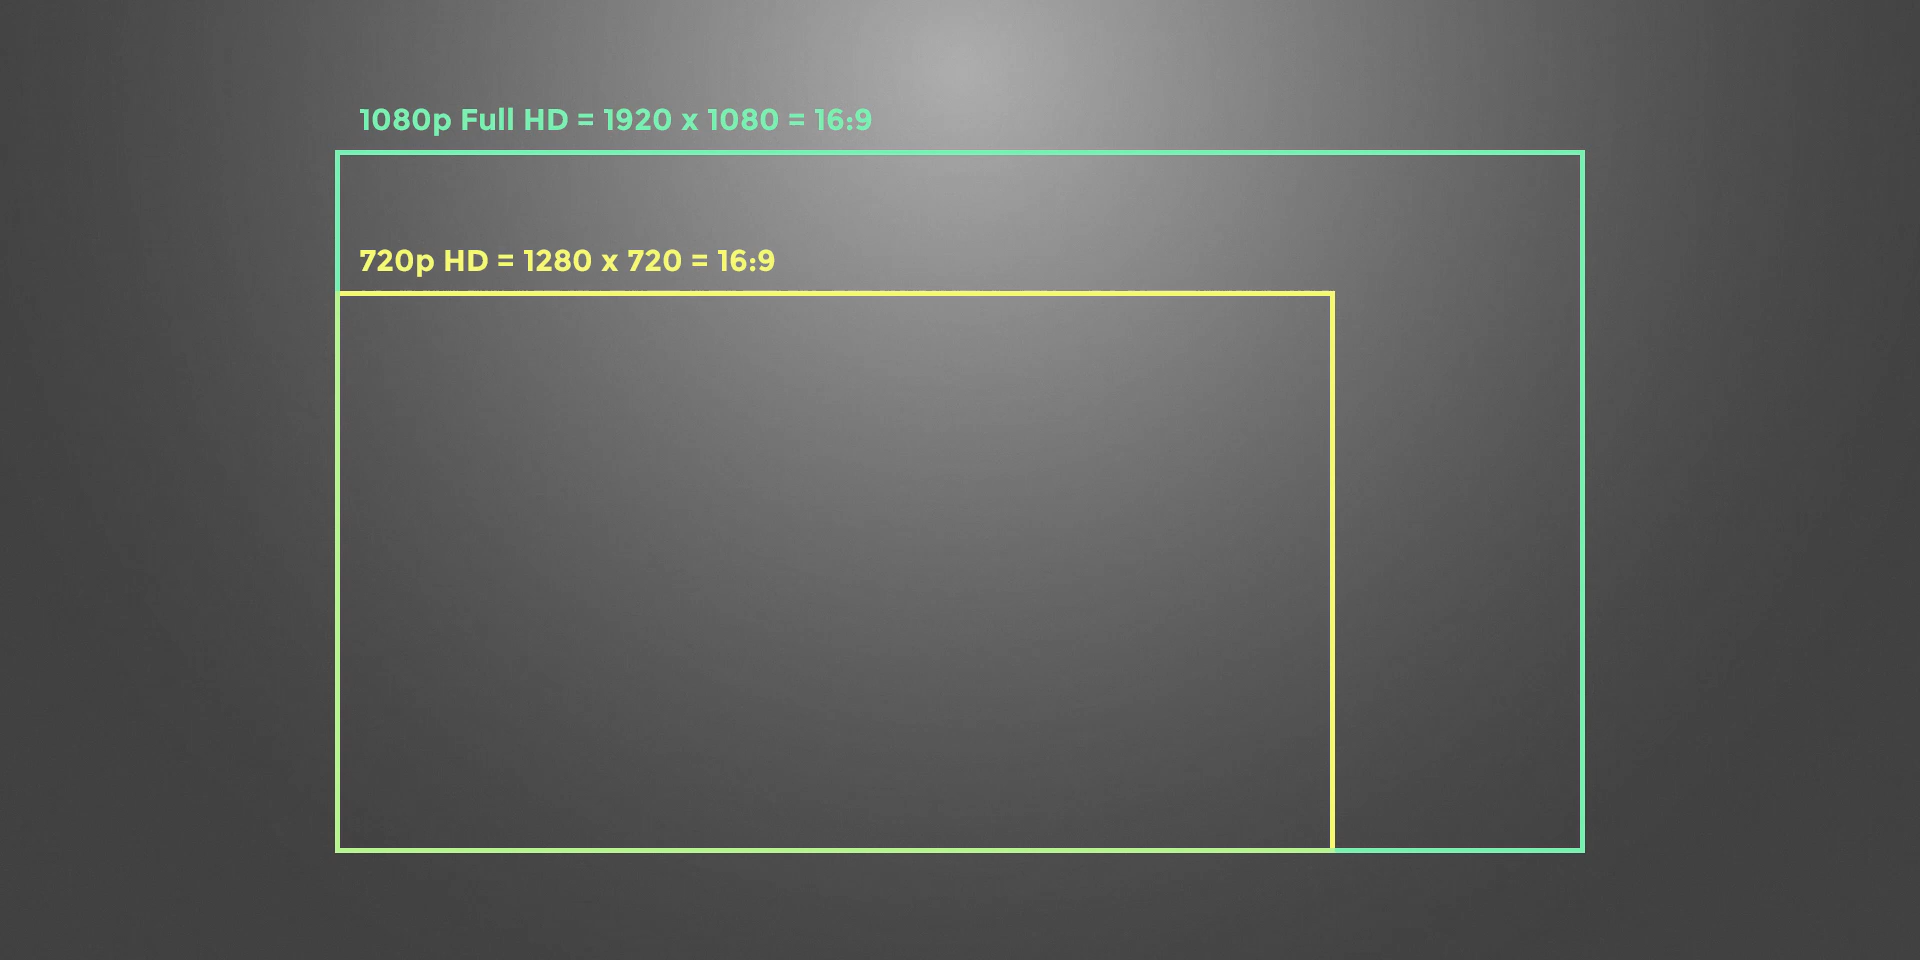 1080p Full HD = 1920 x 1080 = 16:9
720p HD = 1280 x 720 = 16:9